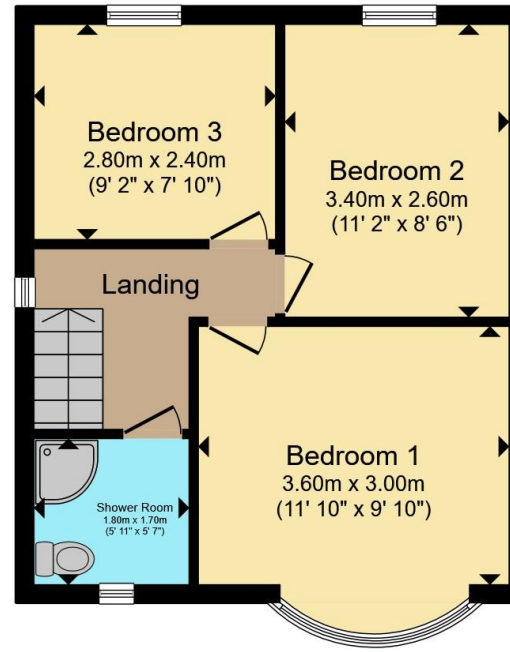 Bedroom 3
2.80m x 2.40m
(9' 2" x 7' 10")
Bedroom 2
3.40m x 2.60m
(11' 2" x 8' 6")
Landing
Bedroom 1
3.60m x 3.00m
(11' 10" x 9' 10")
Shower Room
1.80m x 1.70m
(5' 11" x 5' 7")